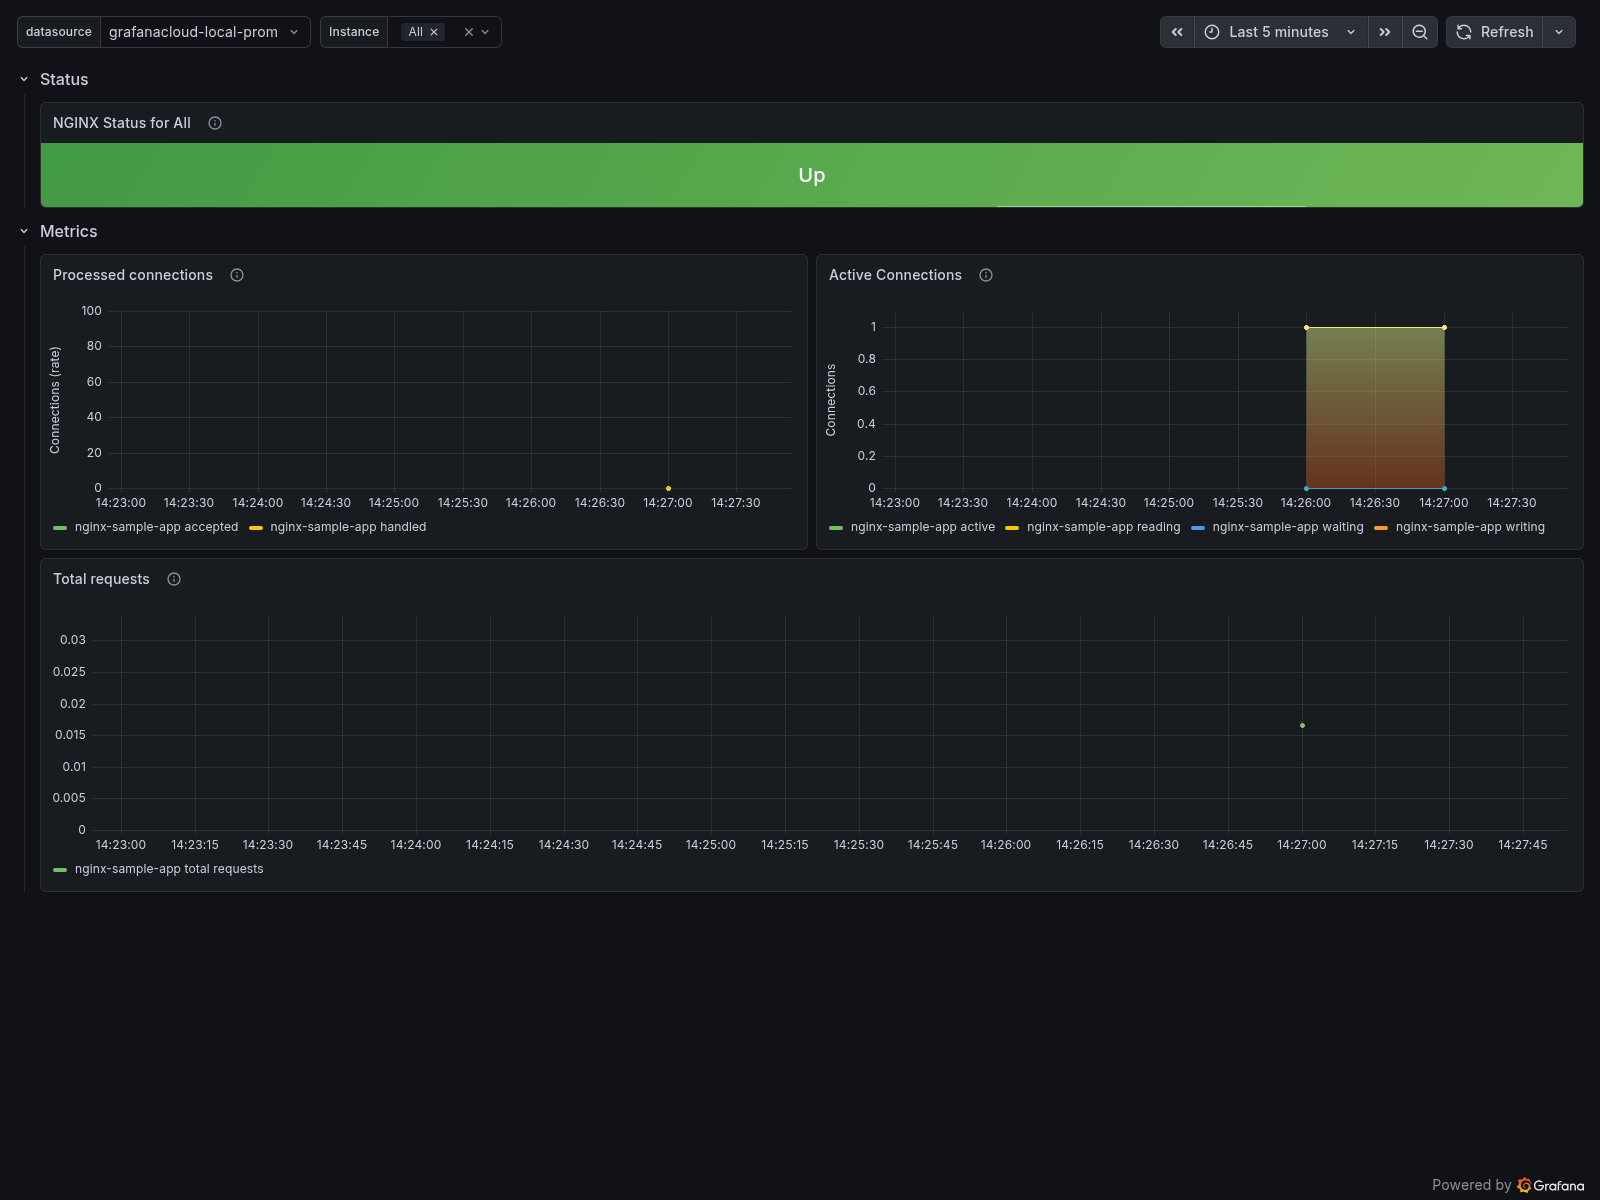 datasource grafanacloud-local-prom Instance All Last 5 minutes Refresh
Status
NGINX Status for All
Up
Metrics
Processed connections
100
80
60
40
20
0
Connections (rate)
14:23:00 14:23:30 14:24:00 14:24:30 14:25:00 14:25:30 14:26:00 14:26:30 14:27:00 14:27:30
nginx-sample-app accepted nginx-sample-app handled
Active Connections
1
0.8
0.6
0.4
0.2
0
Connections
14:23:00 14:23:30 14:24:00 14:24:30 14:25:00 14:25:30 14:26:00 14:26:30 14:27:00 14:27:30
nginx-sample-app active nginx-sample-app reading nginx-sample-app waiting nginx-sample-app writing
Total requests
0.03
0.025
0.02
0.015
0.01
0.005
0
14:23:00 14:23:15 14:23:30 14:23:45 14:24:00 14:24:15 14:24:30 14:24:45 14:25:00 14:25:15 14:25:30 14:25:45 14:26:00 14:26:15 14:26:30 14:26:45 14:27:00 14:27:15 14:27:30 14:27:45
nginx-sample-app total requests
Powered by Grafana